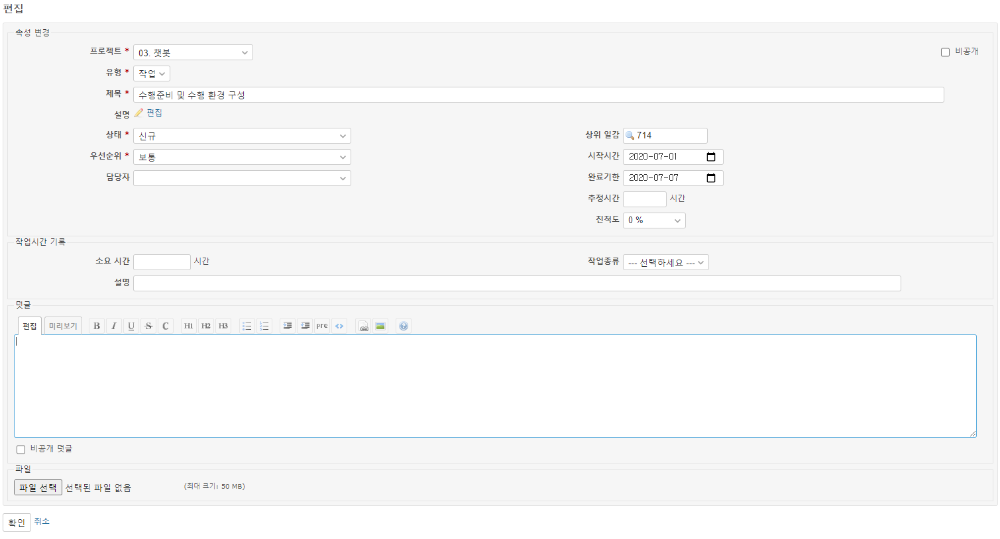 편집
속성 변경
프로젝트 * 03. 챗봇 비공개
유형 * 작업
제목 * 수행준비 및 수행 환경 구성
설명 편집
상태 * 신규 상위 일감 714
우선순위 * 보통 시작시간 2020-07-01
담당자 완료기한 2020-07-07
추정시간 시간
진척도 0 %
작업시간 기록
소요 시간 시간 작업종류 --- 선택하세요 ---
설명
덧글
편집 미리보기 B I U S C H1 H2 H3 pre <> ?
비공개 덧글
파일
파일 선택 선택된 파일 없음 (최대 크기: 50 MB)
확인 취소